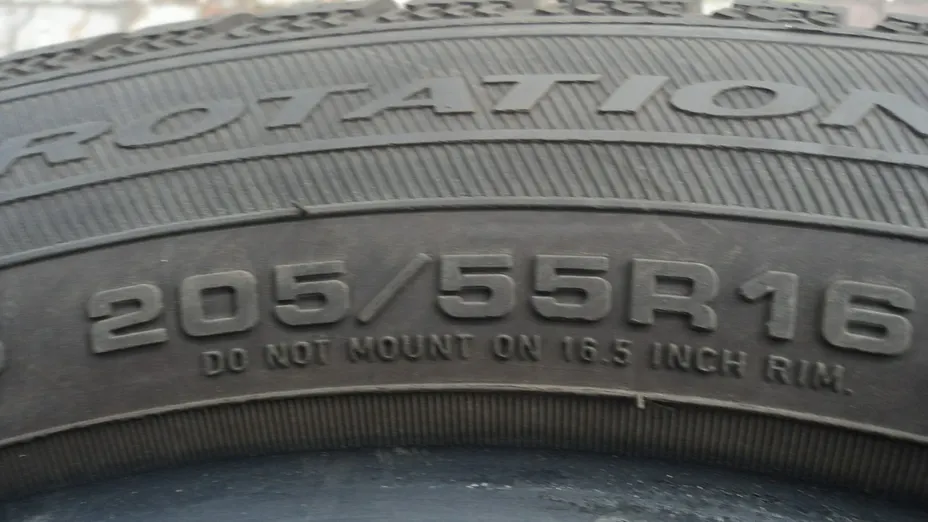 ROTATION
205/55R16
DO NOT MOUNT ON 16.5 INCH RIM.